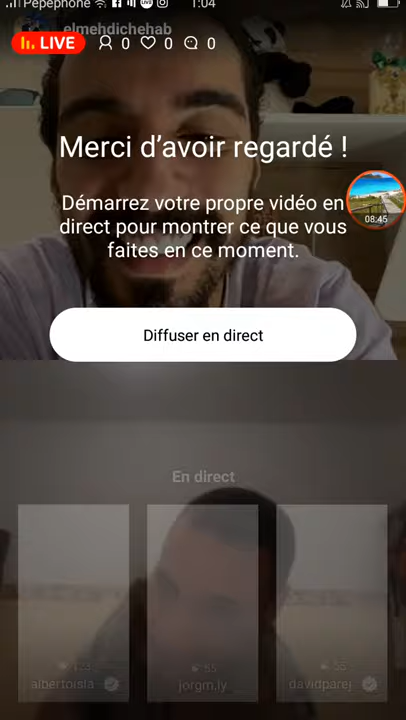 Pepephone
1:04
elmehdichehab
LIVE 0 0 0
Merci d'avoir regardé !
Démarrez votre propre vidéo en
direct pour montrer ce que vous
faites en ce moment.
08:45
Diffuser en direct
En direct
55
albertoisla
jorgm.ly
davidparej